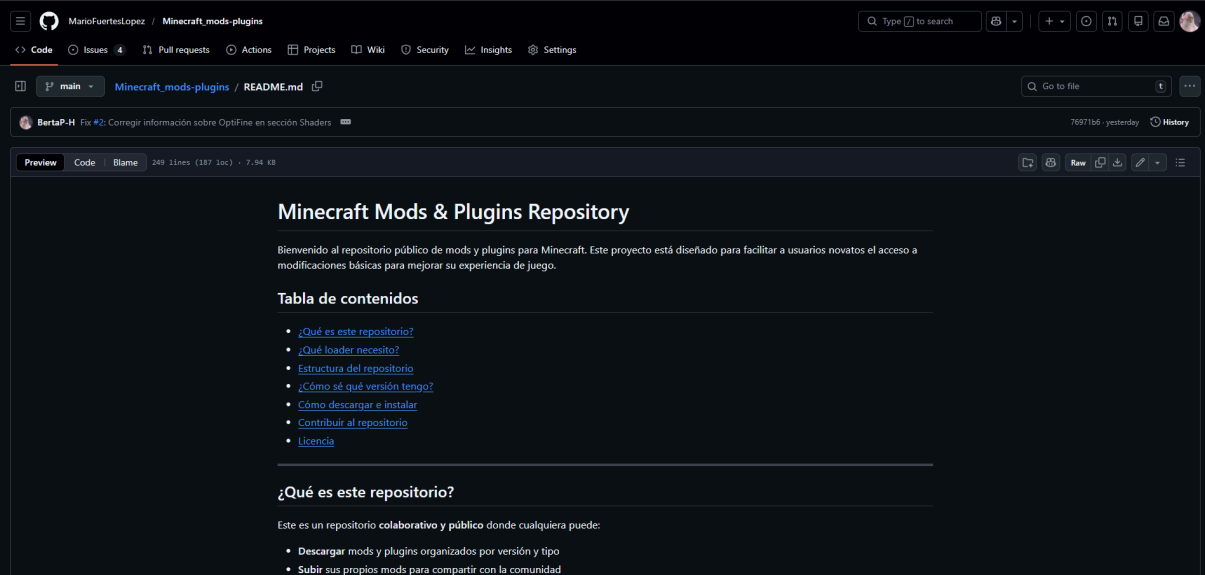 MarioFuertesLopez / Minecraft_mods-plugins
Type / to search
Code Issues 4 Pull requests Actions Projects Wiki Security Insights Settings
main Minecraft_mods-plugins / README.md
Go to file t
BertaP-H Fix #2: Corregir información sobre OptiFine en sección Shaders
76971b6 · yesterday History
Preview Code Blame 249 lines (187 loc) · 7.94 KB
Raw
Minecraft Mods & Plugins Repository
Bienvenido al repositorio público de mods y plugins para Minecraft. Este proyecto está diseñado para facilitar a usuarios novatos el acceso a
modificaciones básicas para mejorar su experiencia de juego.
Tabla de contenidos
• ¿Qué es este repositorio?
• ¿Qué loader necesito?
• Estructura del repositorio
• ¿Cómo sé qué versión tengo?
• Cómo descargar e instalar
• Contribuir al repositorio
• Licencia
¿Qué es este repositorio?
Este es un repositorio colaborativo y público donde cualquiera puede:
• Descargar mods y plugins organizados por versión y tipo
• Subir sus propios mods para compartir con la comunidad